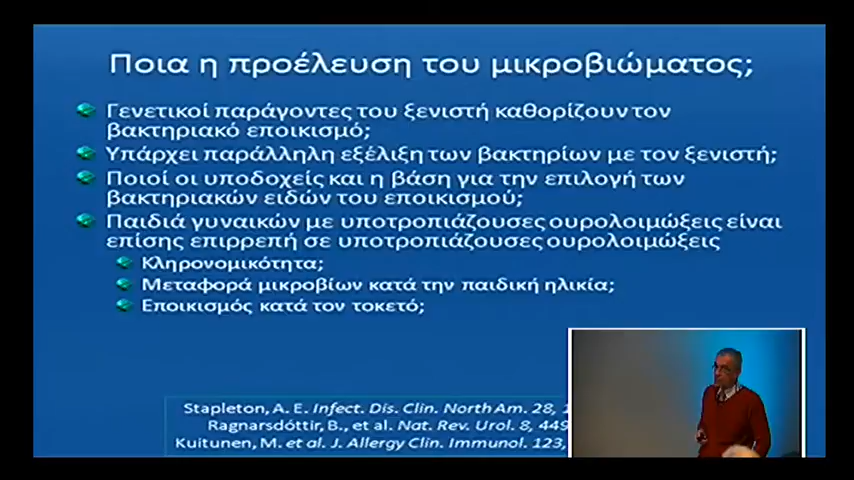 Ποια η προέλευση του μικροβιώματος;
Γενετικοί παράγοντες του ξενιστή καθορίζουν τον
βακτηριακό εποικισμό;
Υπάρχει παράλληλη εξέλιξη των βακτηρίων με τον ξενιστή;
Ποιοί οι υποδοχείς και η βάση για την επιλογή των
βακτηριακών ειδών του εποικισμού;
Παιδιά γυναικών με υποτροπιάζουσες ουρολοιμώξεις είναι
επίσης επιρρεπή σε υποτροπιάζουσες ουρολοιμώξεις
Κληρονομικότητα;
Μεταφορά μικροβίων κατά την παιδική ηλικία;
Εποικισμός κατά τον τοκετό;
Stapleton, A. E. Infect. Dis. Clin. North Am. 28, 1
Ragnarsdóttir, B., et al. Nat. Rev. Urol. 8, 449
Kuitunen, M. et al. J. Allergy Clin. Immunol. 123,